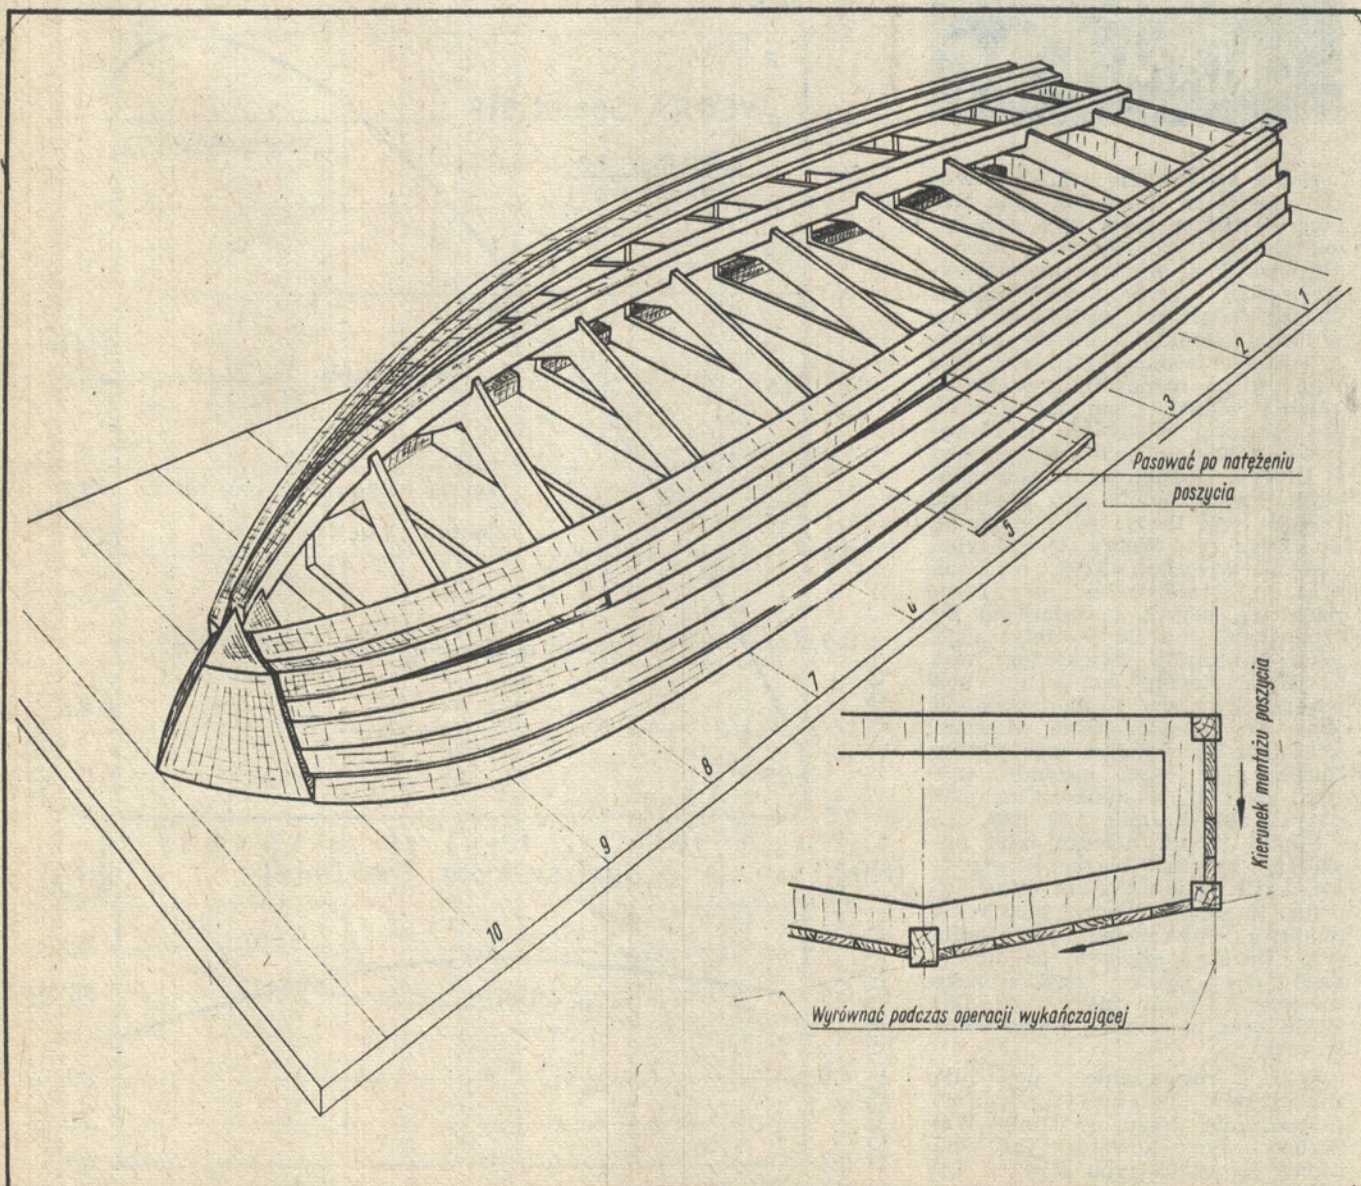 1
2
3
Pasować po natężeniu
poszycia
5
6
7
8
9
10
Kierunek montażu poszycia
Wyrównać podczas operacji wykańczającej